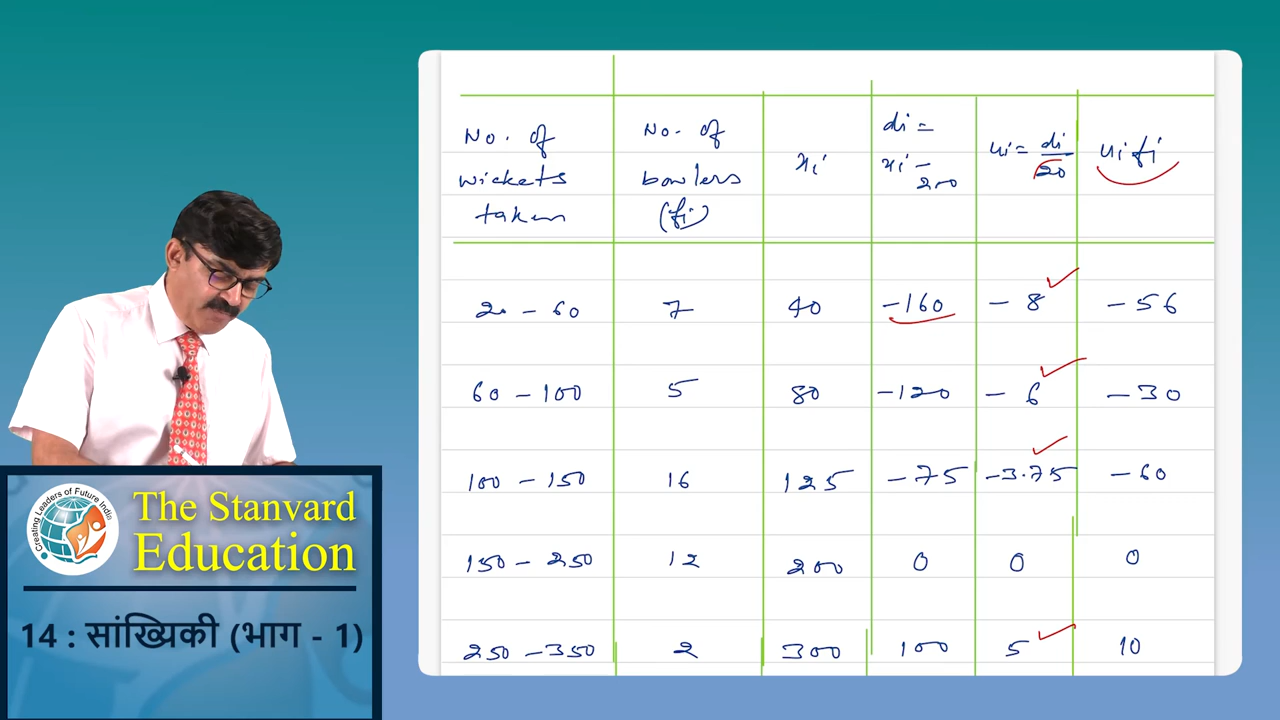 No. of wickets taken
No. of bowlers (fi)
xi
di = xi - 200
ui = di/20
uifi
20 - 60 7 40 -160 - 8 - 56
60 - 100 5 80 -120 - 6 - 30
100 - 150 16 125 - 75 -3.75 - 60
150 - 250 12 200 0 0 0
250 - 350 2 300 100 5 10
Creating Leaders of Future India
The Stanvard
Education
14 : सांख्यिकी (भाग - 1)